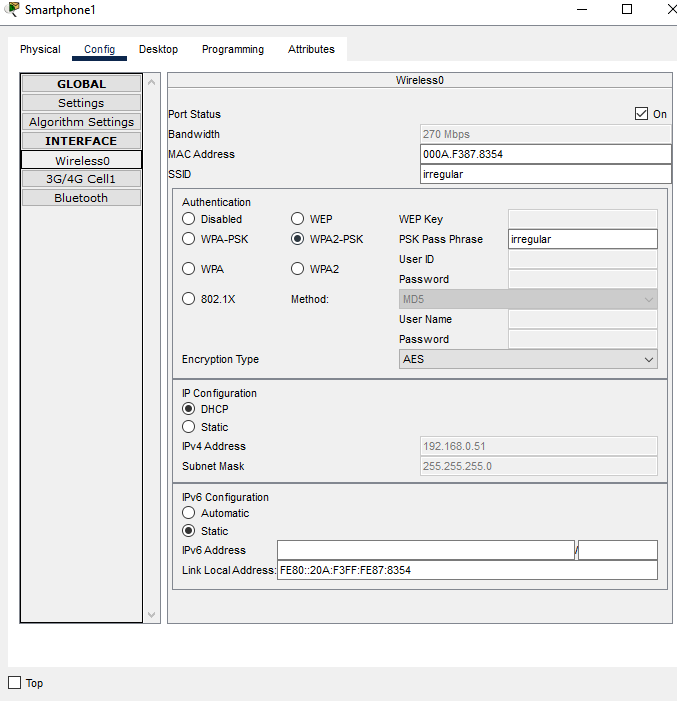 Smartphone1
Physical Config Desktop Programming Attributes
GLOBAL
Settings
Algorithm Settings
INTERFACE
Wireless0
3G/4G Cell1
Bluetooth
Wireless0
Port Status On
Bandwidth 270 Mbps
MAC Address 000A.F387.8354
SSID irregular
Authentication
Disabled WEP WEP Key
WPA-PSK WPA2-PSK PSK Pass Phrase irregular
User ID
WPA WPA2 Password
802.1X Method: MD5
User Name
Password
Encryption Type AES
IP Configuration
DHCP
Static
IPv4 Address 192.168.0.51
Subnet Mask 255.255.255.0
IPv6 Configuration
Automatic
Static
IPv6 Address /
Link Local Address: FE80::20A:F3FF:FE87:8354
Top